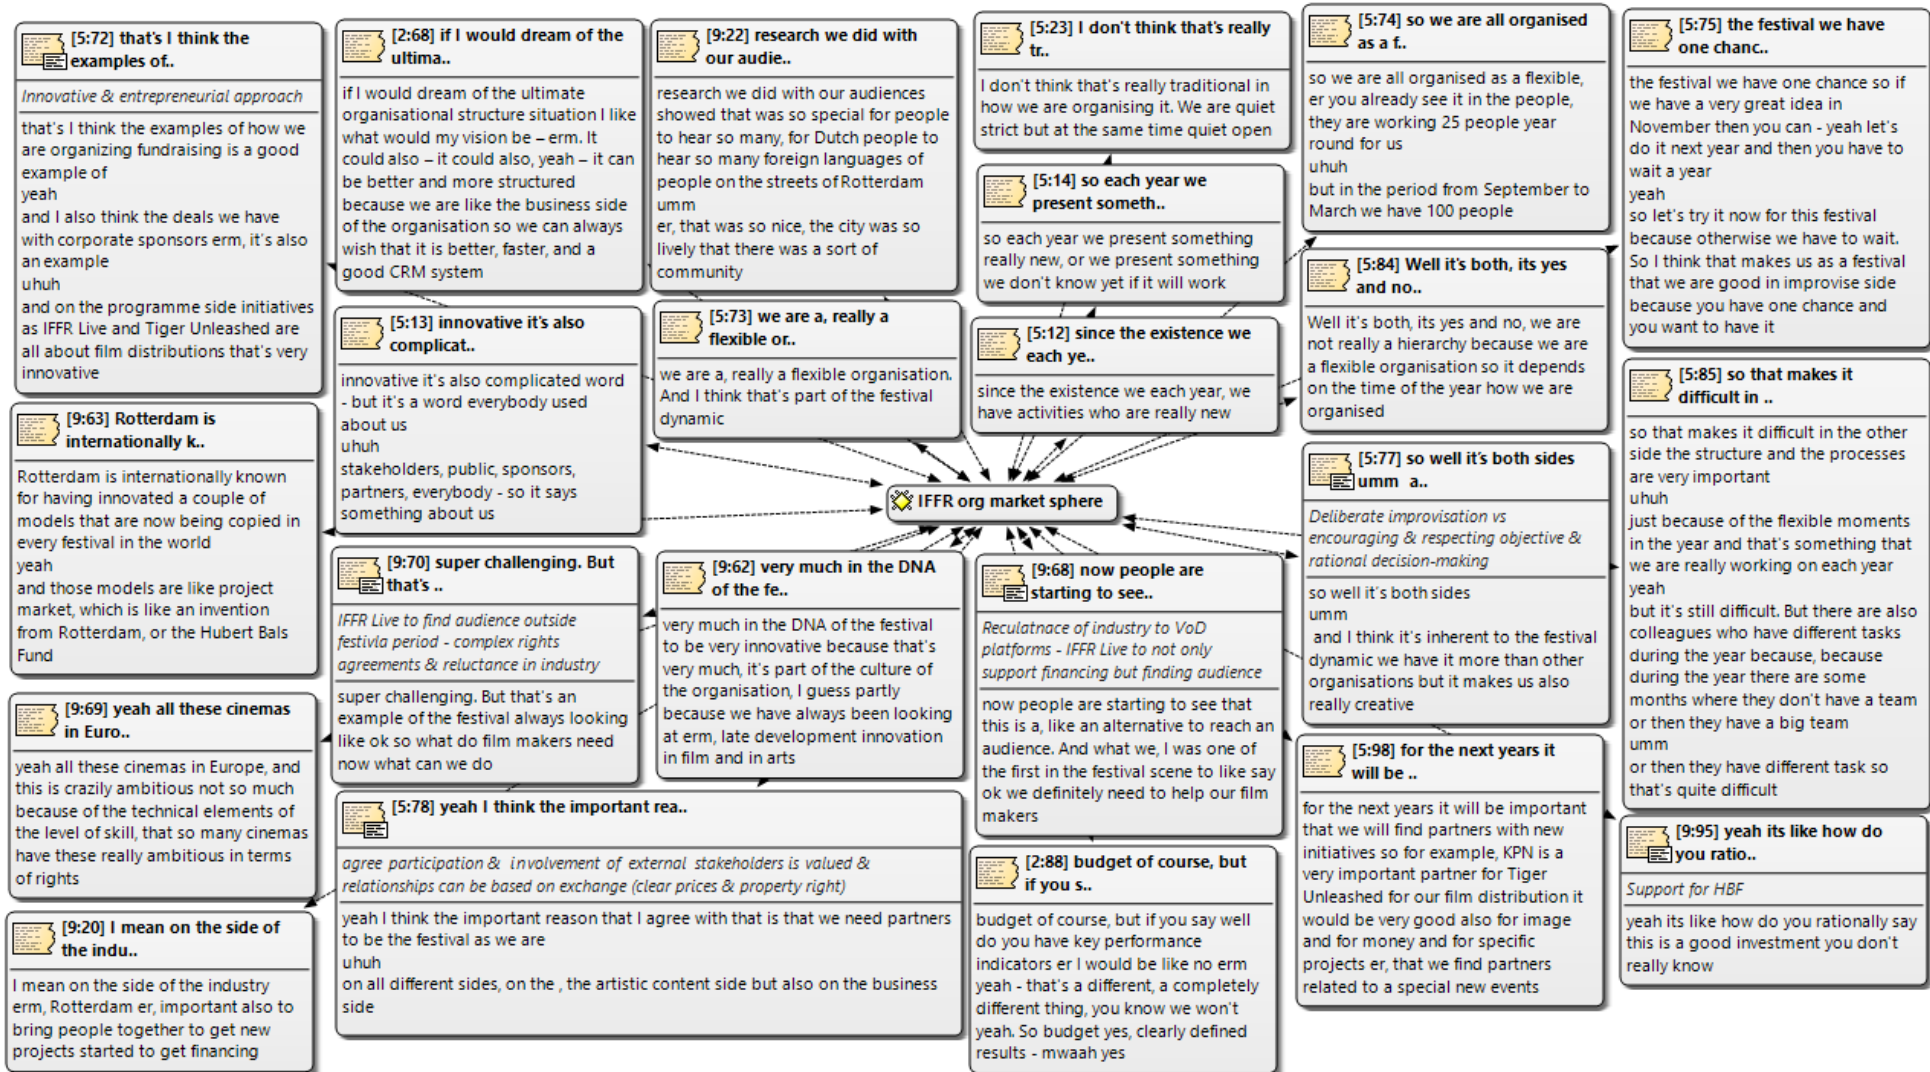 [5:72] that's I think the
examples of..
Innovative & entrepreneurial approach
that's I think the examples of how we
are organizing fundraising is a good
example of
yeah
and I also think the deals we have
with corporate sponsors erm, it's also
an example
uhuh
and on the programme side initiatives
as IFFR Live and Tiger Unleashed are
all about film distributions that's very
innovative
[9:63] Rotterdam is
internationally k..
Rotterdam is internationally known
for having innovated a couple of
models that are now being copied in
every festival in the world
yeah
and those models are like project
market, which is like an invention
from Rotterdam, or the Hubert Bals
Fund
[9:69] yeah all these cinemas
in Euro..
yeah all these cinemas in Europe, and
this is crazily ambitious not so much
because of the technical elements of
the level of skill, that so many cinemas
have these really ambitious in terms
of rights
[9:20] I mean on the side of
the indu..
I mean on the side of the industry
erm, Rotterdam er, important also to
bring people together to get new
projects started to get financing
[2:68] if I would dream of the
ultima..
if I would dream of the ultimate
organisational structure situation I like
what would my vision be – erm. It
could also – it could also, yeah – it can
be better and more structured
because we are like the business side
of the organisation so we can always
wish that it is better, faster, and a
good CRM system
[5:13] innovative it's also
complicat..
innovative it's also complicated word
- but it's a word everybody used
about us
uhuh
stakeholders, public, sponsors,
partners, everybody - so it says
something about us
[9:70] super challenging. But
that's ..
IFFR Live to find audience outside
festivla period - complex rights
agreements & reluctance in industry
super challenging. But that's an
example of the festival always looking
like ok so what do film makers need
now what can we do
[5:78] yeah I think the important rea..
agree participation & involvement of external stakeholders is valued &
relationships can be based on exchange (clear prices & property right)
yeah I think the important reason that I agree with that is that we need partners
to be the festival as we are
uhuh
on all different sides, on the , the artistic content side but also on the business
side
[9:22] research we did with
our audie..
research we did with our audiences
showed that was so special for people
to hear so many, for Dutch people to
hear so many foreign languages of
people on the streets of Rotterdam
umm
er, that was so nice, the city was so
lively that there was a sort of
community
[5:73] we are a, really a
flexible or..
we are a, really a flexible organisation.
And I think that's part of the festival
dynamic
IFFR org market sphere
[9:62] very much in the DNA
of the fe..
very much in the DNA of the festival
to be very innovative because that's
very much, it's part of the culture of
the organisation, I guess partly
because we have always been looking
at erm, late development innovation
in film and in arts
[5:23] I don't think that's really
tr..
I don't think that's really traditional in
how we are organising it. We are quiet
strict but at the same time quiet open
[5:14] so each year we
present someth..
so each year we present something
really new, or we present something
we don't know yet if it will work
[5:12] since the existence we
each ye..
since the existence we each year, we
have activities who are really new
[9:68] now people are
starting to see..
Reculatnace of industry to VoD
platforms - IFFR Live to not only
support financing but finding audience
now people are starting to see that
this is a, like an alternative to reach an
audience. And what we, I was one of
the first in the festival scene to like say
ok we definitely need to help our film
makers
[2:88] budget of course, but
if you s..
budget of course, but if you say well
do you have key performance
indicators er I would be like no erm
yeah - that's a different, a completely
different thing, you know we won't
yeah. So budget yes, clearly defined
results - mwaah yes
[5:74] so we are all organised
as a f..
so we are all organised as a flexible,
er you already see it in the people,
they are working 25 people year
round for us
uhuh
but in the period from September to
March we have 100 people
[5:84] Well it's both, its yes
and no..
Well it's both, its yes and no, we are
not really a hierarchy because we are
a flexible organisation so it depends
on the time of the year how we are
organised
[5:77] so well it's both sides
umm a..
Deliberate improvisation vs
encouraging & respecting objective &
rational decision-making
so well it's both sides
umm
and I think it's inherent to the festival
dynamic we have it more than other
organisations but it makes us also
really creative
[5:98] for the next years it
will be ..
for the next years it will be important
that we will find partners with new
initiatives so for example, KPN is a
very important partner for Tiger
Unleashed for our film distribution it
would be very good also for image
and for money and for specific
projects er, that we find partners
related to a special new events
[5:75] the festival we have
one chanc..
the festival we have one chance so if
we have a very great idea in
November then you can - yeah let's
do it next year and then you have to
wait a year
yeah
so let's try it now for this festival
because otherwise we have to wait.
So I think that makes us as a festival
that we are good in improvise side
because you have one chance and
you want to have it
[5:85] so that makes it
difficult in ..
so that makes it difficult in the other
side the structure and the processes
are very important
uhuh
just because of the flexible moments
in the year and that's something that
we are really working on each year
yeah
but it's still difficult. But there are also
colleagues who have different tasks
during the year because, because
during the year there are some
months where they don't have a team
or then they have a big team
umm
or then they have different task so
that's quite difficult
[9:95] yeah its like how do
you ratio..
Support for HBF
yeah its like how do you rationally say
this is a good investment you don't
really know